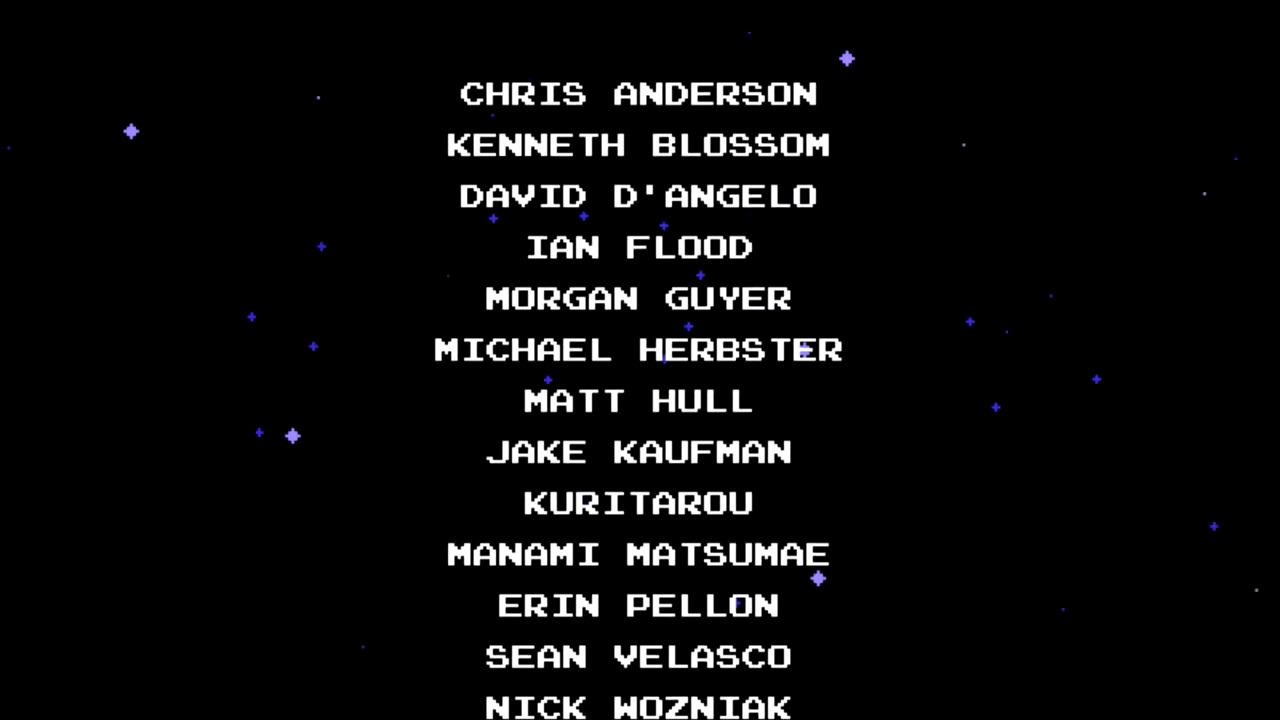 CHRIS ANDERSON
KENNETH BLOSSOM
DAVID D'ANGELO
IAN FLOOD
MORGAN GUYER
MICHAEL HERBSTER
MATT HULL
JAKE KAUFMAN
KURITAROU
MANAMI MATSUMAE
ERIN PELLON
SEAN VELASCO
NICK WOZNIAK